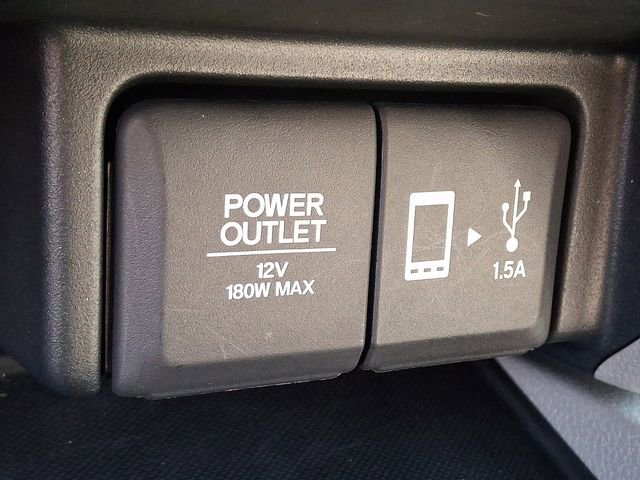 POWER
OUTLET
12V
180W MAX
1.5A